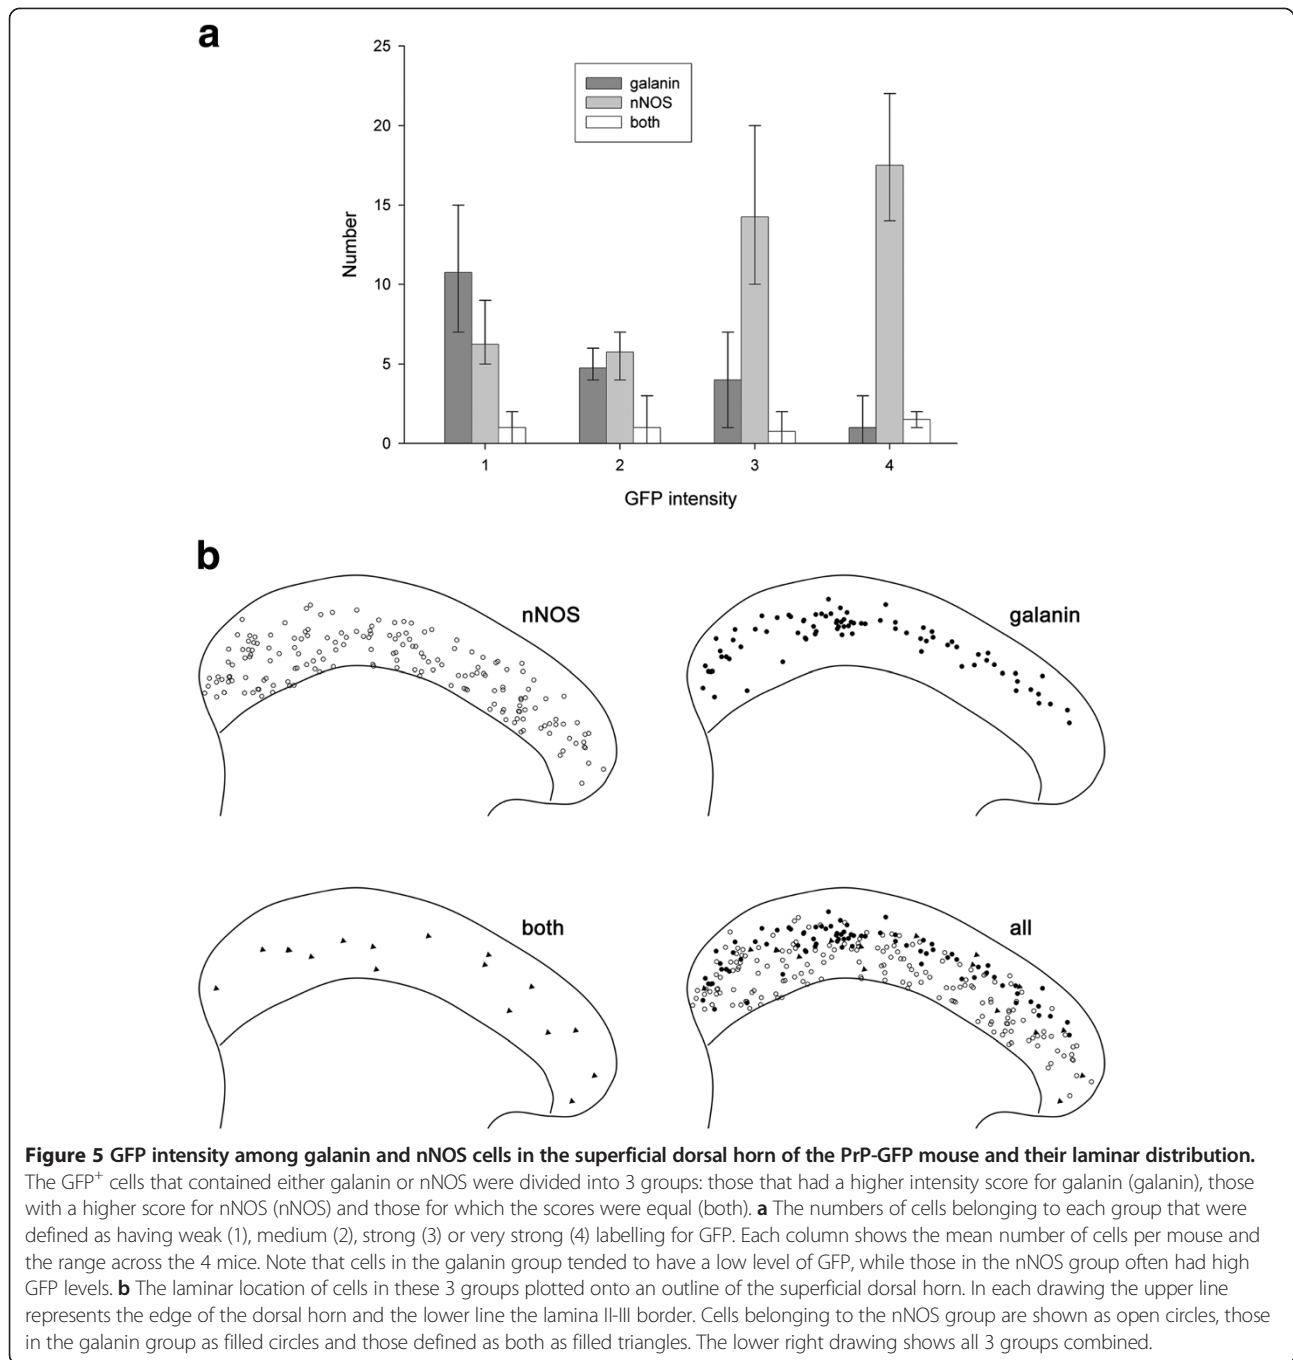 a
25
20
15
10
5
0
Number
galanin
nNOS
both
1 2 3 4
GFP intensity
b
nNOS
galanin
both
all
Figure 5 GFP intensity among galanin and nNOS cells in the superficial dorsal horn of the PrP-GFP mouse and their laminar distribution.
The GFP+ cells that contained either galanin or nNOS were divided into 3 groups: those that had a higher intensity score for galanin (galanin), those
with a higher score for nNOS (nNOS) and those for which the scores were equal (both). a The numbers of cells belonging to each group that were
defined as having weak (1), medium (2), strong (3) or very strong (4) labelling for GFP. Each column shows the mean number of cells per mouse and
the range across the 4 mice. Note that cells in the galanin group tended to have a low level of GFP, while those in the nNOS group often had high
GFP levels. b The laminar location of cells in these 3 groups plotted onto an outline of the superficial dorsal horn. In each drawing the upper line
represents the edge of the dorsal horn and the lower line the lamina II-III border. Cells belonging to the nNOS group are shown as open circles, those
in the galanin group as filled circles and those defined as both as filled triangles. The lower right drawing shows all 3 groups combined.